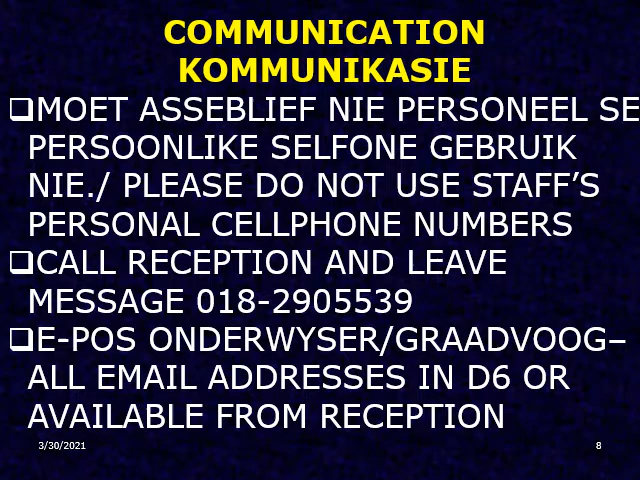 COMMUNICATION
KOMMUNIKASIE
❑MOET ASSEBLIEF NIE PERSONEEL SE
PERSOONLIKE SELFONE GEBRUIK
NIE./ PLEASE DO NOT USE STAFF’S
PERSONAL CELLPHONE NUMBERS
❑CALL RECEPTION AND LEAVE
MESSAGE 018-2905539
❑E-POS ONDERWYSER/GRAADVOOG–
ALL EMAIL ADDRESSES IN D6 OR
AVAILABLE FROM RECEPTION
3/30/2021 8